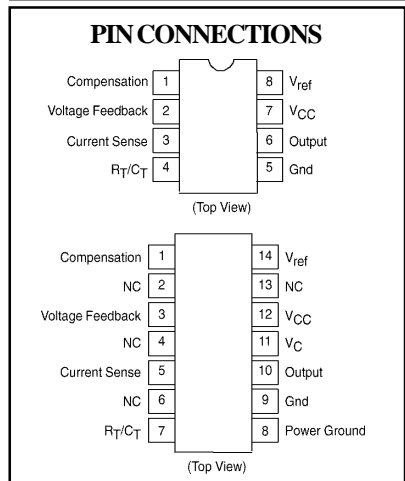 PIN CONNECTIONS
Compensation 1 8 Vref
Voltage Feedback 2 7 VCC
Current Sense 3 6 Output
RT/CT 4 5 Gnd
(Top View)
Compensation 1 14 Vref
NC 2 13 NC
Voltage Feedback 3 12 VCC
NC 4 11 VC
Current Sense 5 10 Output
NC 6 9 Gnd
RT/CT 7 8 Power Ground
(Top View)